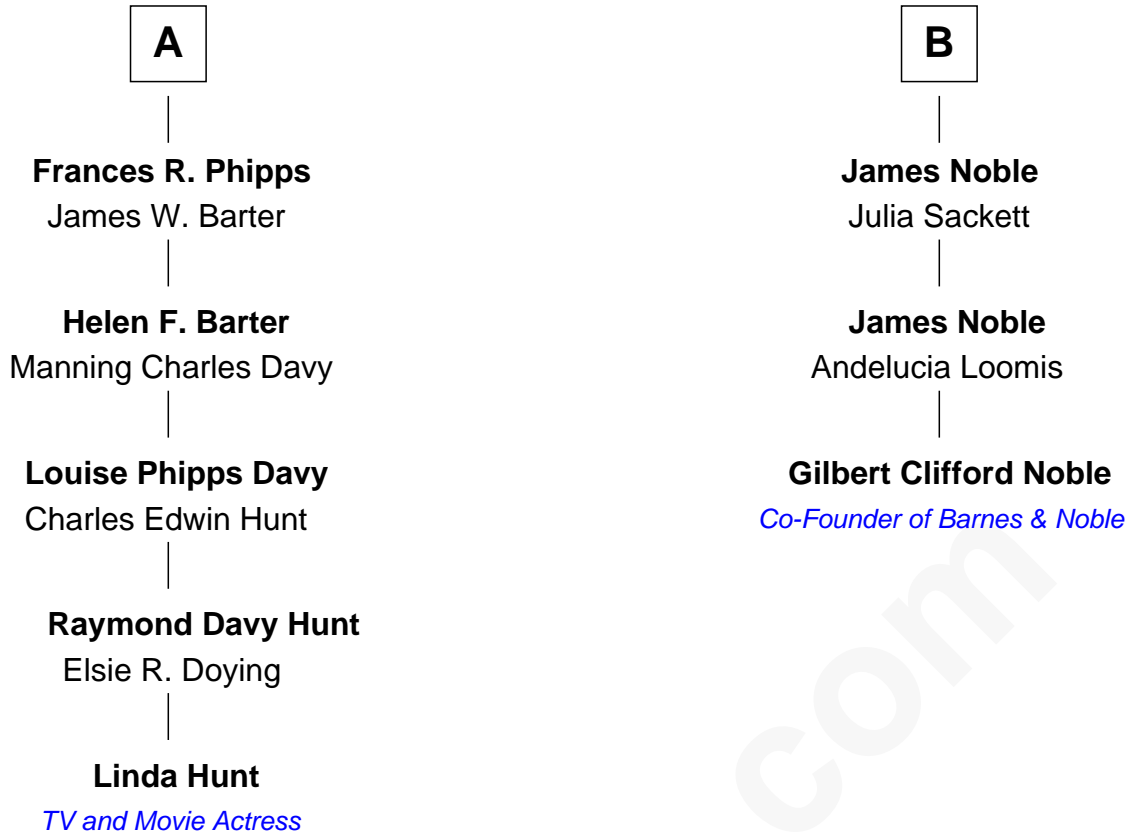 A
Frances R. Phipps
James W. Barter
Helen F. Barter
Manning Charles Davy
Louise Phipps Davy
Charles Edwin Hunt
Raymond Davy Hunt
Elsie R. Doying
Linda Hunt
TV and Movie Actress
B
James Noble
Julia Sackett
James Noble
Andelucia Loomis
Gilbert Clifford Noble
Co-Founder of Barnes & Noble
com